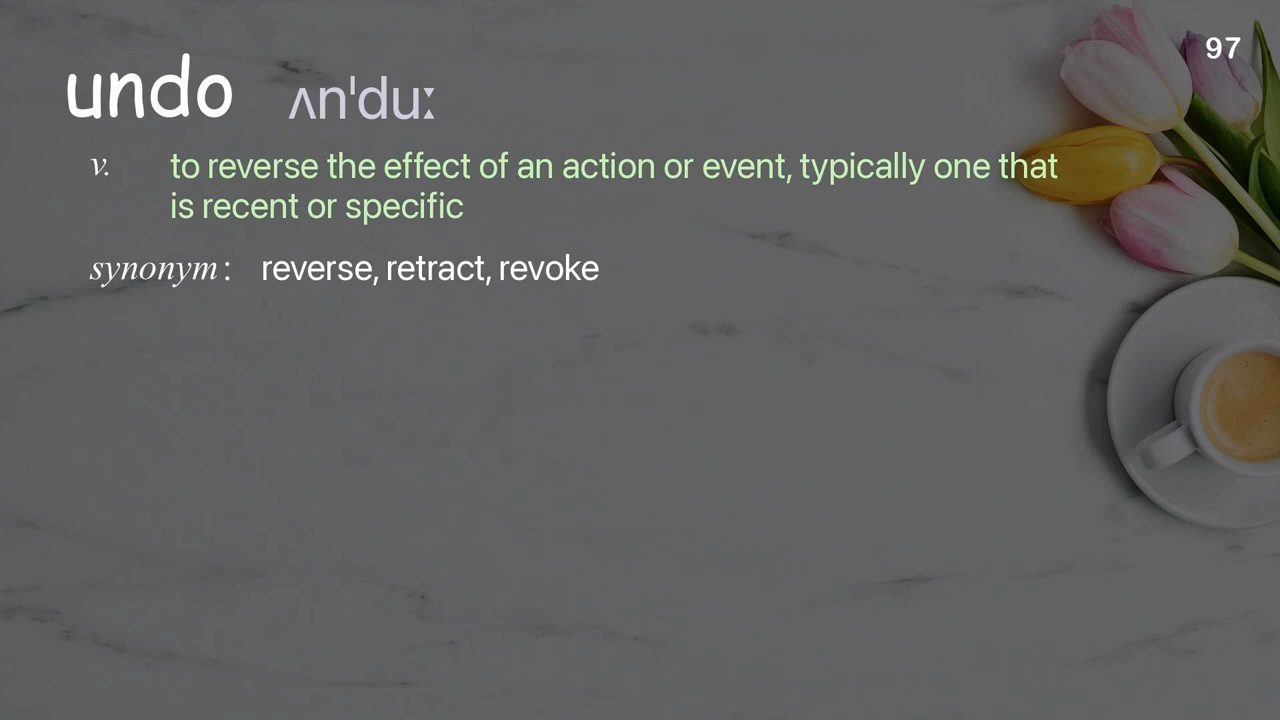 97
undo ʌnˈduː
v. to reverse the effect of an action or event, typically one that
is recent or specific
synonym : reverse, retract, revoke